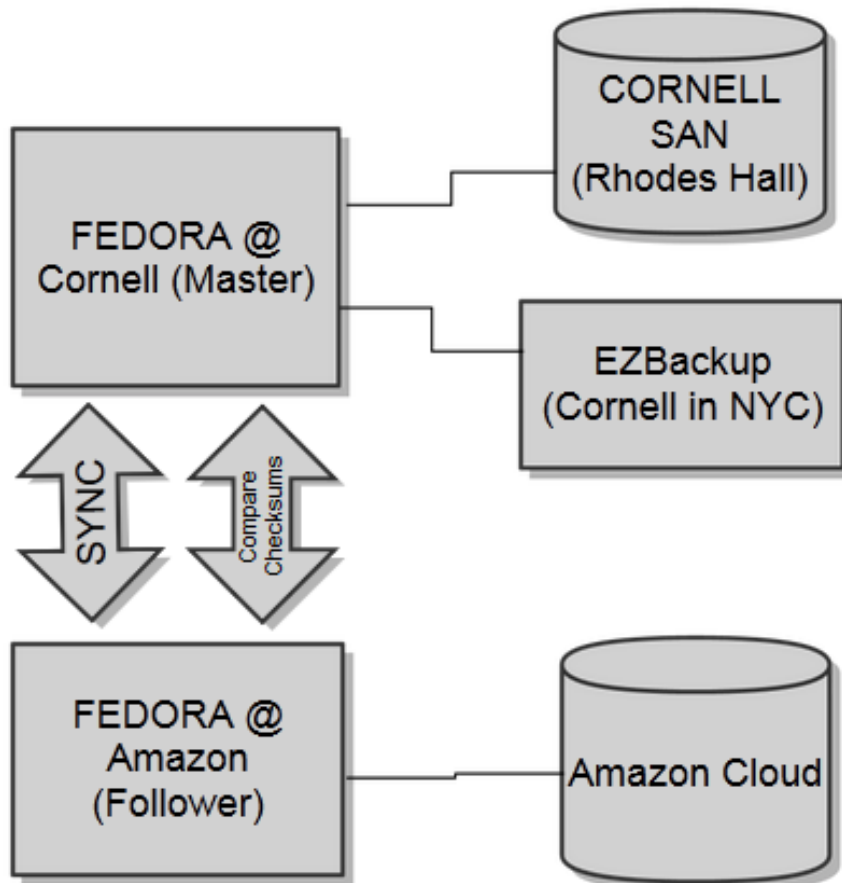 CORNELL
SAN
(Rhodes Hall)
FEDORA @
Cornell (Master)
EZBackup
(Cornell in NYC)
SYNC
Compare
Checksums
FEDORA @
Amazon
(Follower)
Amazon Cloud